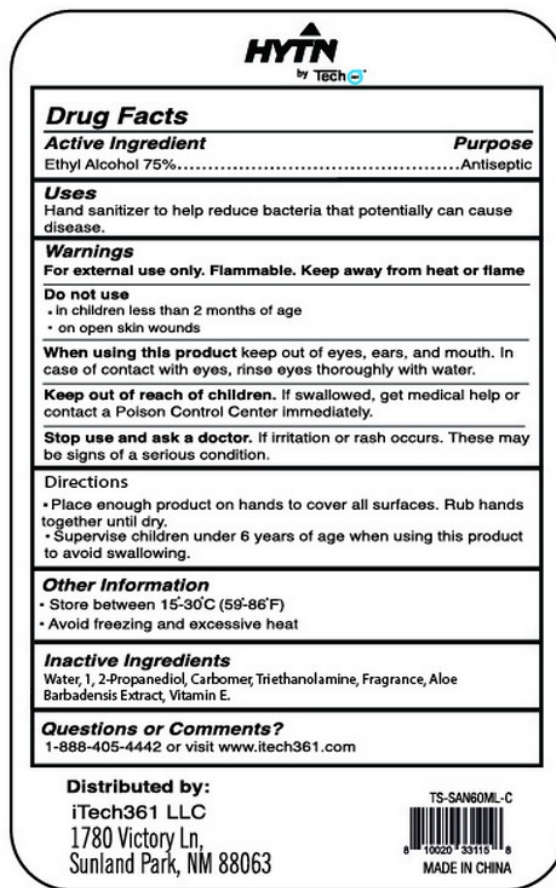 HYTN
by Tech
Drug Facts
Active Ingredient Purpose
Ethyl Alcohol 75%................................................Antiseptic
Uses
Hand sanitizer to help reduce bacteria that potentially can cause
disease.
Warnings
For external use only. Flammable. Keep away from heat or flame
Do not use
• in children less than 2 months of age
• on open skin wounds
When using this product keep out of eyes, ears, and mouth. In
case of contact with eyes, rinse eyes thoroughly with water.
Keep out of reach of children. If swallowed, get medical help or
contact a Poison Control Center immediately.
Stop use and ask a doctor. If irritation or rash occurs. These may
be signs of a serious condition.
Directions
• Place enough product on hands to cover all surfaces. Rub hands
together until dry.
• Supervise children under 6 years of age when using this product
to avoid swallowing.
Other Information
• Store between 15°-30°C (59°-86°F)
• Avoid freezing and excessive heat
Inactive Ingredients
Water, 1, 2-Propanediol, Carbomer, Triethanolamine, Fragrance, Aloe
Barbadensis Extract, Vitamin E.
Questions or Comments?
1-888-405-4442 or visit www.itech361.com
Distributed by:
iTech361 LLC
1780 Victory Ln,
Sunland Park, NM 88063
TS-SAN60ML-C
8 10020 33115 8
MADE IN CHINA